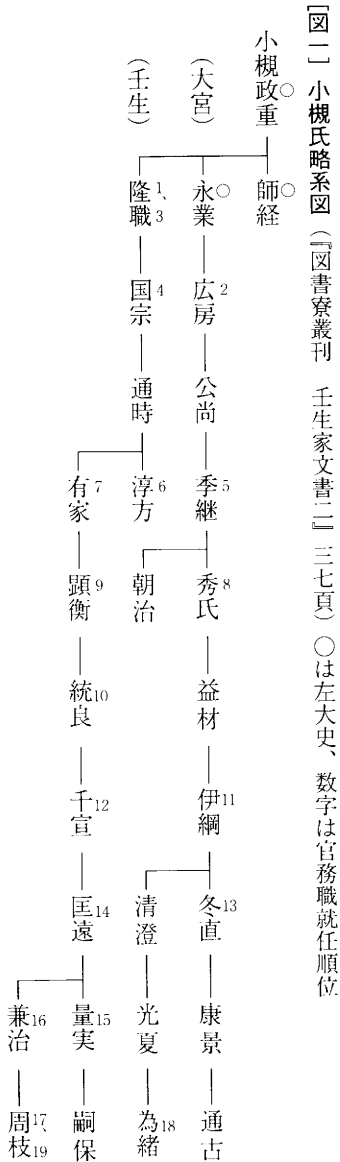 ［図一］ 小槻氏略系図（『図書寮叢刊 壬生家文書二』三七頁）○は左大史、数字は官務職就任順位
小槻政重○
師経○
（大宮）
永業○
広房2
公尚
季継5
秀氏8
益材
伊綱11
冬直13
康景
通古
清澄
光夏
為緒18
朝治
（壬生）
隆職1、3
国宗4
通時
淳方6
有家7
顕衡9
統良10
千宣12
匡遠14
量実15
嗣保
兼治16
周枝17、19